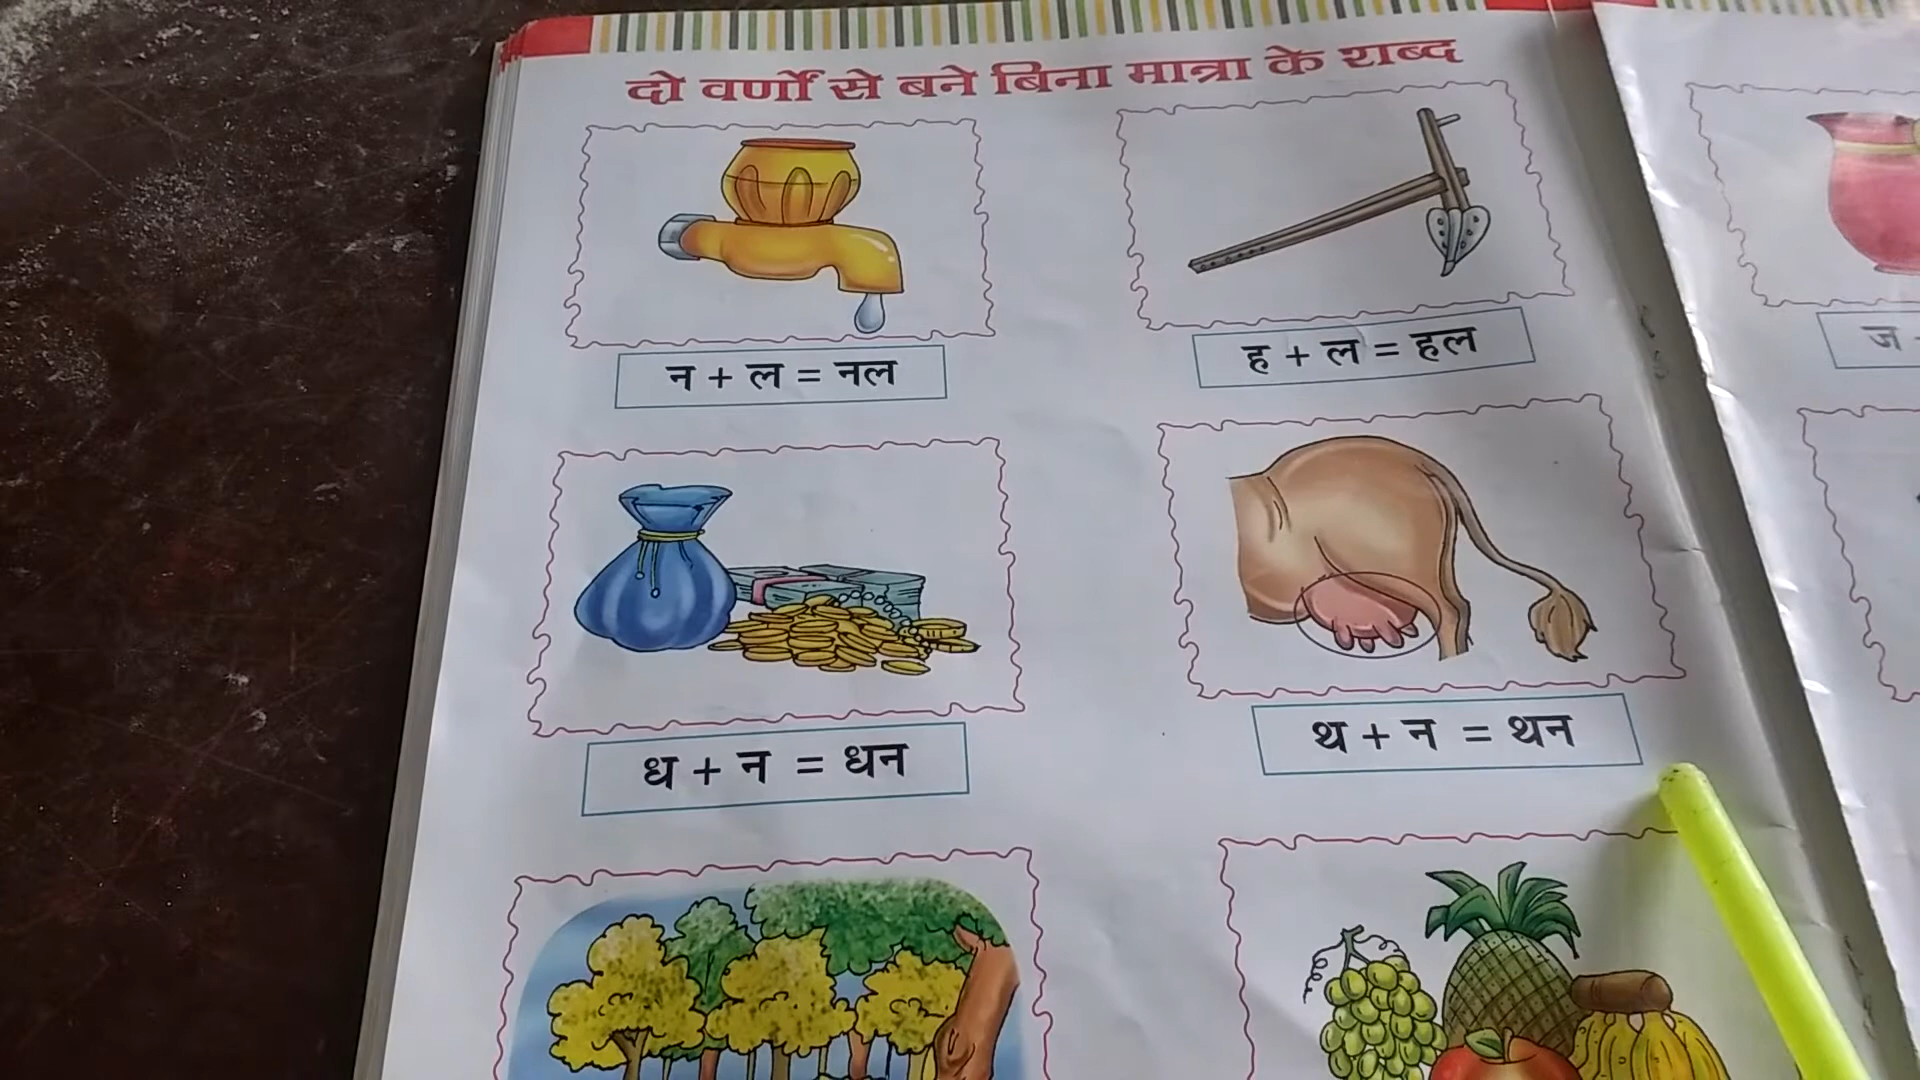 दो वर्णों से बने बिना मात्रा के शब्द
न + ल = नल
ह + ल = हल
ध + न = धन
थ + न = थन
ज